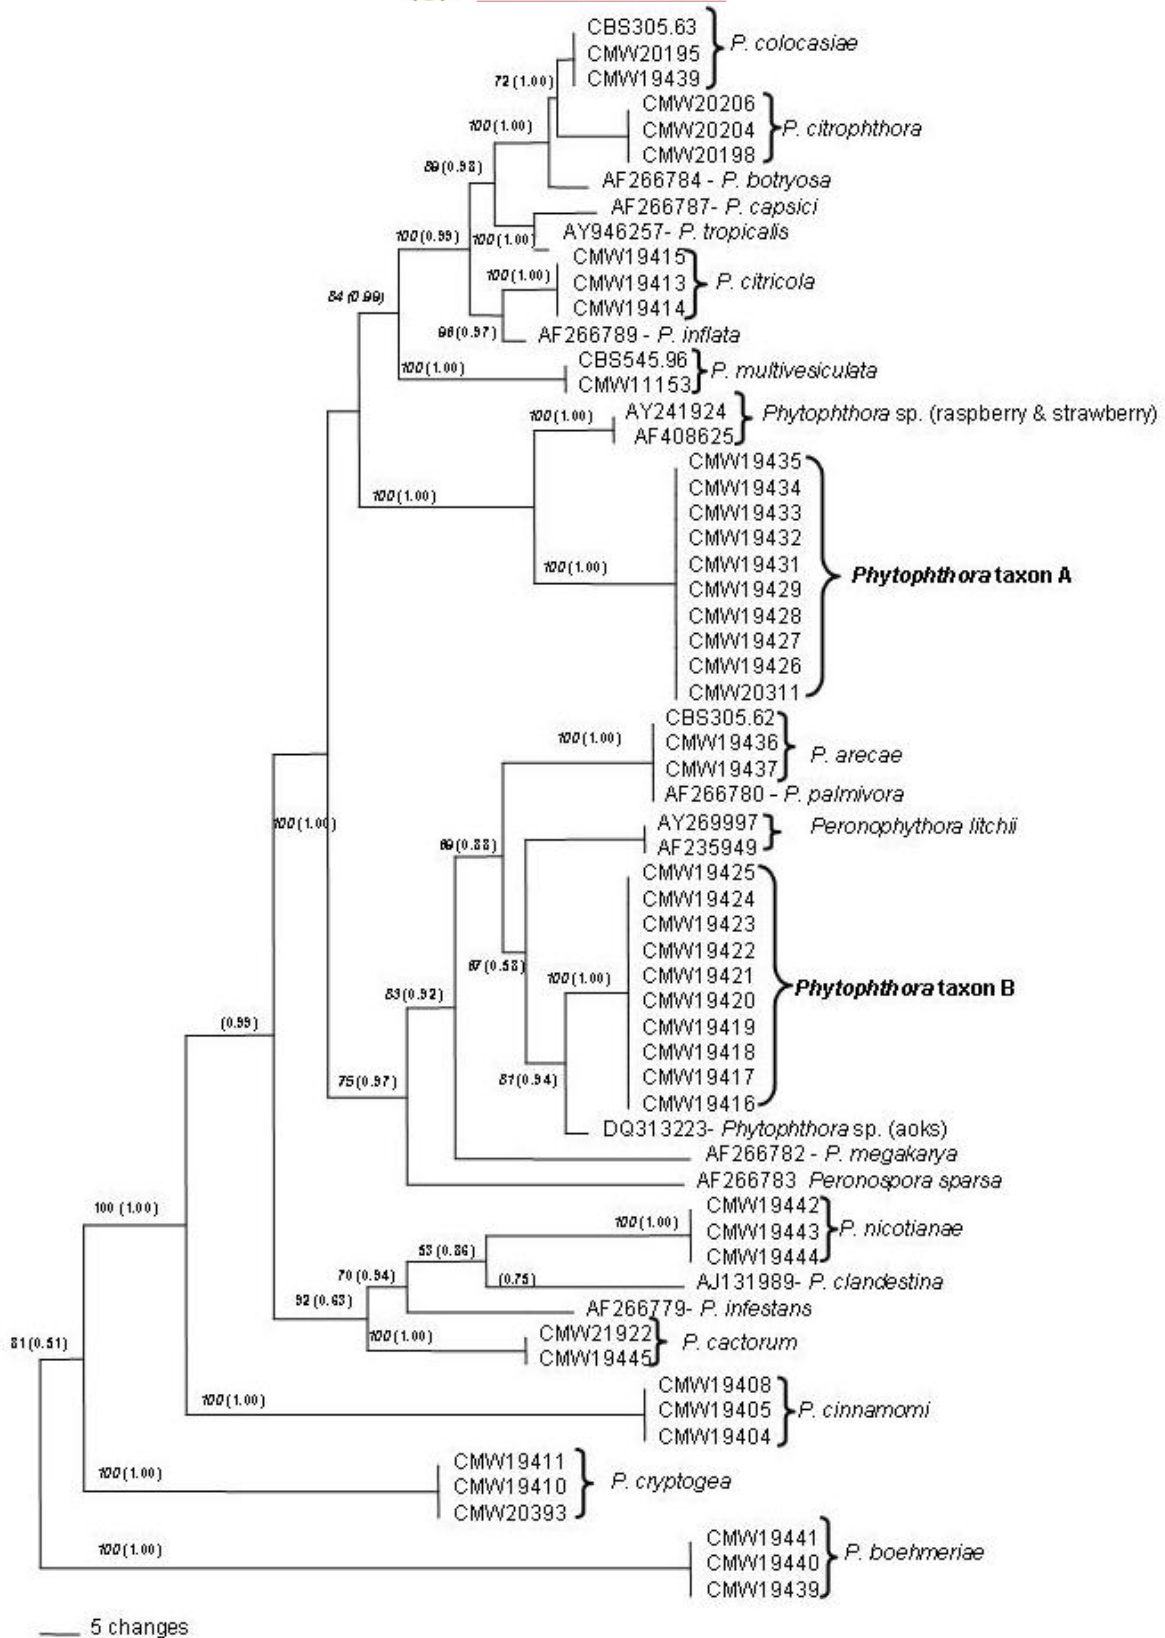 CBS305.63
CMW20195
CMW19439
P. colocasiae
72 (1.00)
CMW20206
CMW20204
CMW20198
P. citrophthora
100 (1.00)
AF266784 - P. botryosa
89 (0.98)
AF266787- P. capsici
AY946257- P. tropicalis
100 (0.99)
100 (1.00)
CMW19415
CMW19413
CMW19414
P. citricola
100 (1.00)
84 (0.99)
AF266789 - P. inflata
96 (0.97)
CBS545.96
CMW11153
P. multivesiculata
100 (1.00)
AY241924
AF408625
Phytophthora sp. (raspberry & strawberry)
100 (1.00)
CMW19435
CMW19434
CMW19433
CMW19432
CMW19431
CMW19429
CMW19428
CMW19427
CMW19426
CMW20311
Phytophthora taxon A
100 (1.00)
100 (1.00)
CBS305.62
CMW19436
CMW19437
P. arecae
100 (1.00)
AF266780 - P. palmivora
AY269997
AF235949
Peronophythora litchii
100 (1.00)
69 (0.88)
CMW19425
CMW19424
CMW19423
CMW19422
CMW19421
CMW19420
CMW19419
CMW19418
CMW19417
CMW19416
Phytophthora taxon B
67 (0.58)
100 (1.00)
83 (0.92)
(0.99)
75 (0.97)
81 (0.94)
DQ313223- Phytophthora sp. (aoks)
AF266782 - P. megakarya
AF266783 Peronospora sparsa
CMW19442
CMW19443
CMW19444
P. nicotianae
100 (1.00)
100 (1.00)
53 (0.86)
70 (0.94)
(0.75)
AJ131989- P. clandestina
92 (0.63)
AF266779- P. infestans
CMW21922
CMW19445
P. cactorum
100 (1.00)
81 (0.51)
CMW19408
CMW19405
CMW19404
P. cinnamomi
100 (1.00)
CMW19411
CMW19410
CMW20393
P. cryptogea
100 (1.00)
CMW19441
CMW19440
CMW19439
P. boehmeriae
100 (1.00)
5 changes